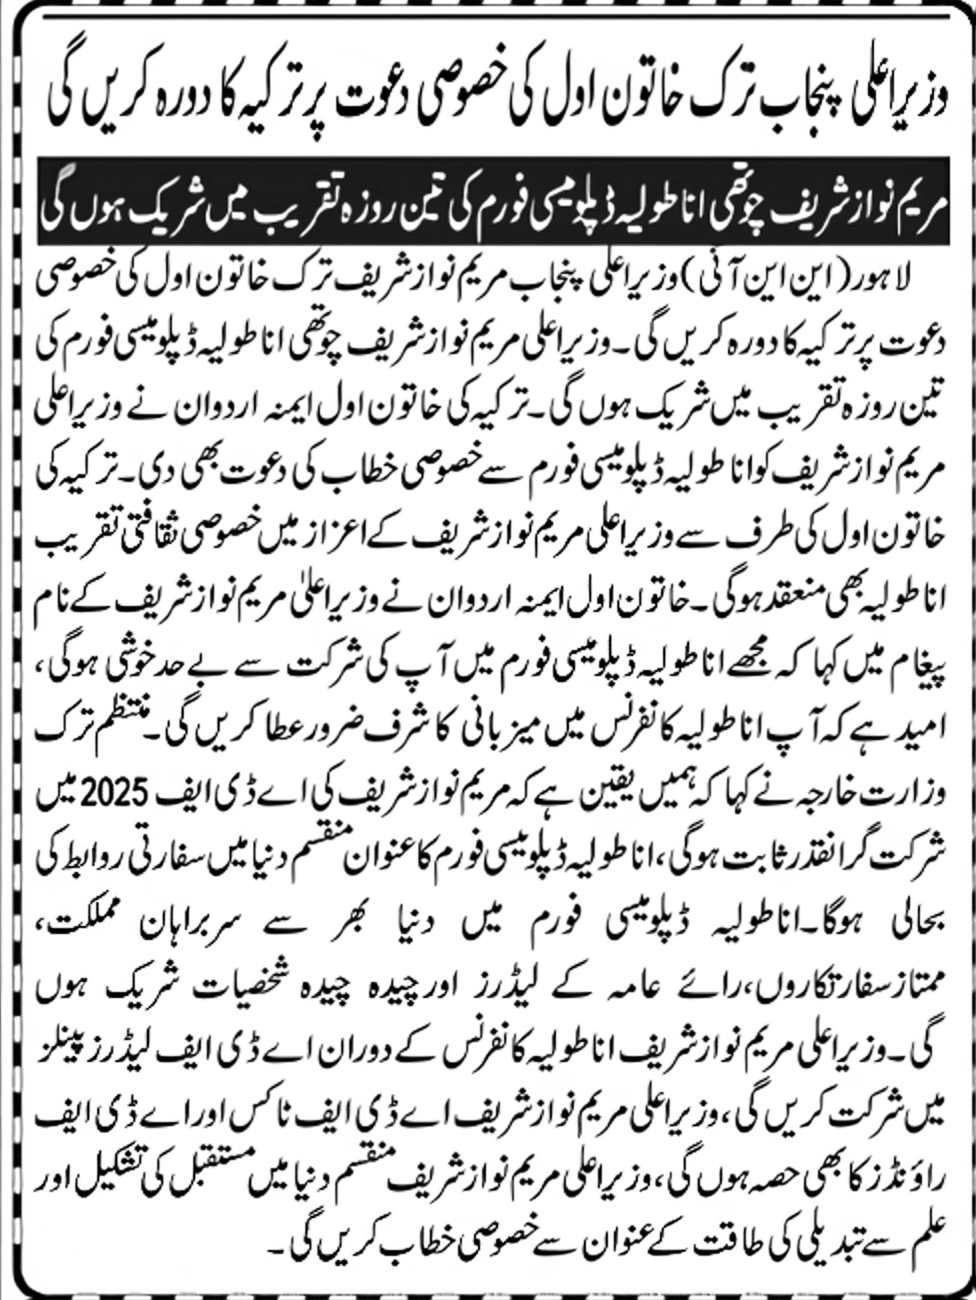 وزیراعلی پنجاب ترک خاتون اول کی خصوصی دعوت پر ترکیہ کا دورہ کریں گی
مریم نواز شریف چوتھی اناطولیہ ڈپلومیسی فورم کی تین روزہ تقریب میں شریک ہوں گی
لاہور (این این آئی) وزیراعلی پنجاب مریم نواز شریف ترک خاتون اول کی خصوصی
دعوت پر ترکیہ کا دورہ کریں گی۔ وزیراعلی مریم نواز شریف چوتھی اناطولیہ ڈپلومیسی فورم کی
تین روزہ تقریب میں شریک ہوں گی۔ ترکیہ کی خاتون اول ایمنہ اردوان نے وزیراعلی
مریم نواز شریف کو اناطولیہ ڈپلومیسی فورم سے خصوصی خطاب کی دعوت بھی دی۔ ترکیہ کی
خاتون اول کی طرف سے وزیراعلی مریم نواز شریف کے اعزاز میں خصوصی ثقافتی تقریب
اناطولیہ بھی منعقد ہوگی۔ خاتون اول ایمنہ اردوان نے وزیراعلیٰ مریم نواز شریف کے نام
پیغام میں کہا کہ مجھے اناطولیہ ڈپلومیسی فورم میں آپ کی شرکت سے بے حد خوشی ہوگی،
امید ہے کہ آپ اناطولیہ کانفرنس میں میزبانی کا شرف ضرور عطا کریں گی۔ منتظم ترک
وزارت خارجہ نے کہا کہ ہمیں یقین ہے کہ مریم نواز شریف کی اے ڈی ایف 2025 میں
شرکت گرانقدر ثابت ہوگی، اناطولیہ ڈپلومیسی فورم کا عنوان منقسم دنیا میں سفارتی روابط کی
بحالی ہوگا۔ اناطولیہ ڈپلومیسی فورم میں دنیا بھر سے سربراہان مملکت،
ممتاز سفارتکاروں، رائے عامہ کے لیڈرز اور چیدہ چیدہ شخصیات شریک ہوں
گی۔ وزیراعلی مریم نواز شریف اناطولیہ کانفرنس کے دوران اے ڈی ایف لیڈرز پینلز
میں شرکت کریں گی، وزیراعلی مریم نواز شریف اے ڈی ایف ٹاکس اور اے ڈی ایف
راؤنڈز کا بھی حصہ ہوں گی، وزیراعلی مریم نواز شریف منقسم دنیا میں مستقبل کی تشکیل اور
علم سے تبدیلی کی طاقت کے عنوان سے خصوصی خطاب کریں گی۔